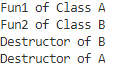 Fun1 of Class A
Fun2 of Class B
Destructor of B
Destructor of A